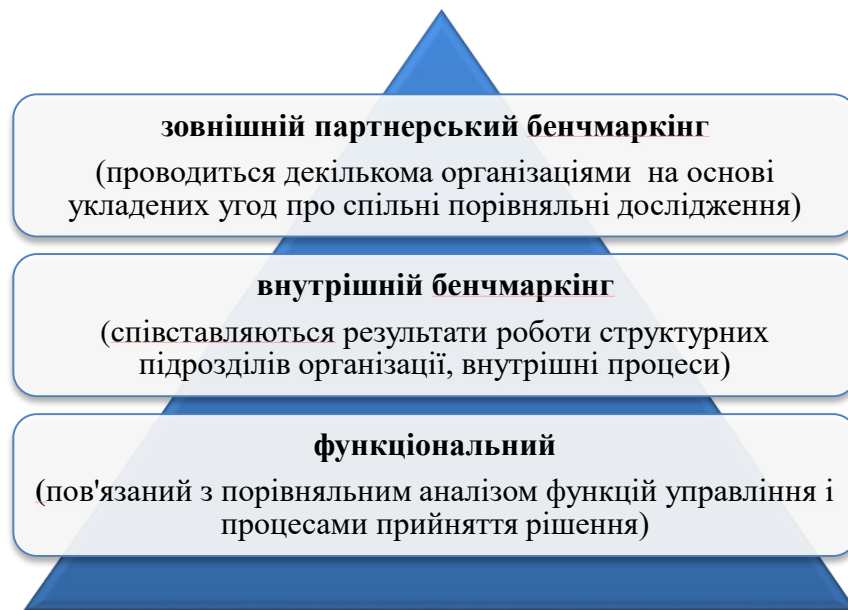 зовнішній партнерський бенчмаркінг
(проводиться декількома організаціями на основі
укладених угод про спільні порівняльні дослідження)
внутрішній бенчмаркінг
(співставляються результати роботи структурних
підрозділів організації, внутрішні процеси)
функціональний
(пов'язаний з порівняльним аналізом функцій управління і
процесами прийняття рішення)